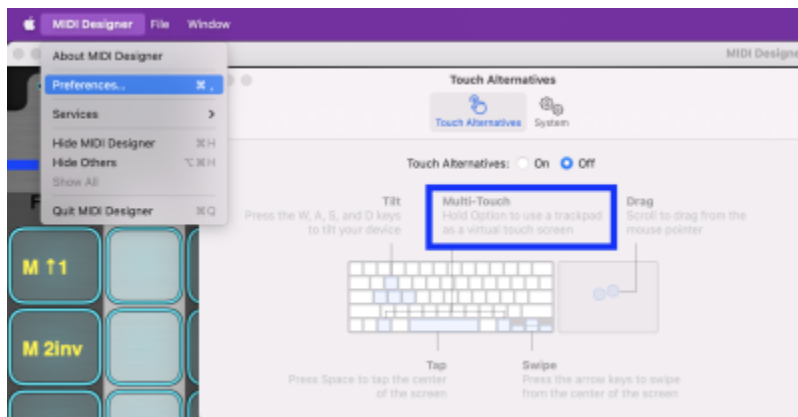 MIDI Designer File Window
MIDI Designe
About MIDI Designer
Preferences... ⌘ ,
Services >
Hide MIDI Designer ⌘H
Hide Others ⌥⌘H
Show All
Quit MIDI Designer ⌘Q
Touch Alternatives
Touch Alternatives System
Touch Alternatives: On Off
Tilt
Press the W, A, S, and D keys
to tilt your device
Multi-Touch
Hold Option to use a trackpad
as a virtual touch screen
Drag
Scroll to drag from the
mouse pointer
Tap
Press Space to tap the center
of the screen
Swipe
Press the arrow keys to swipe
from the center of the screen
F
M ↑1
M 2inv